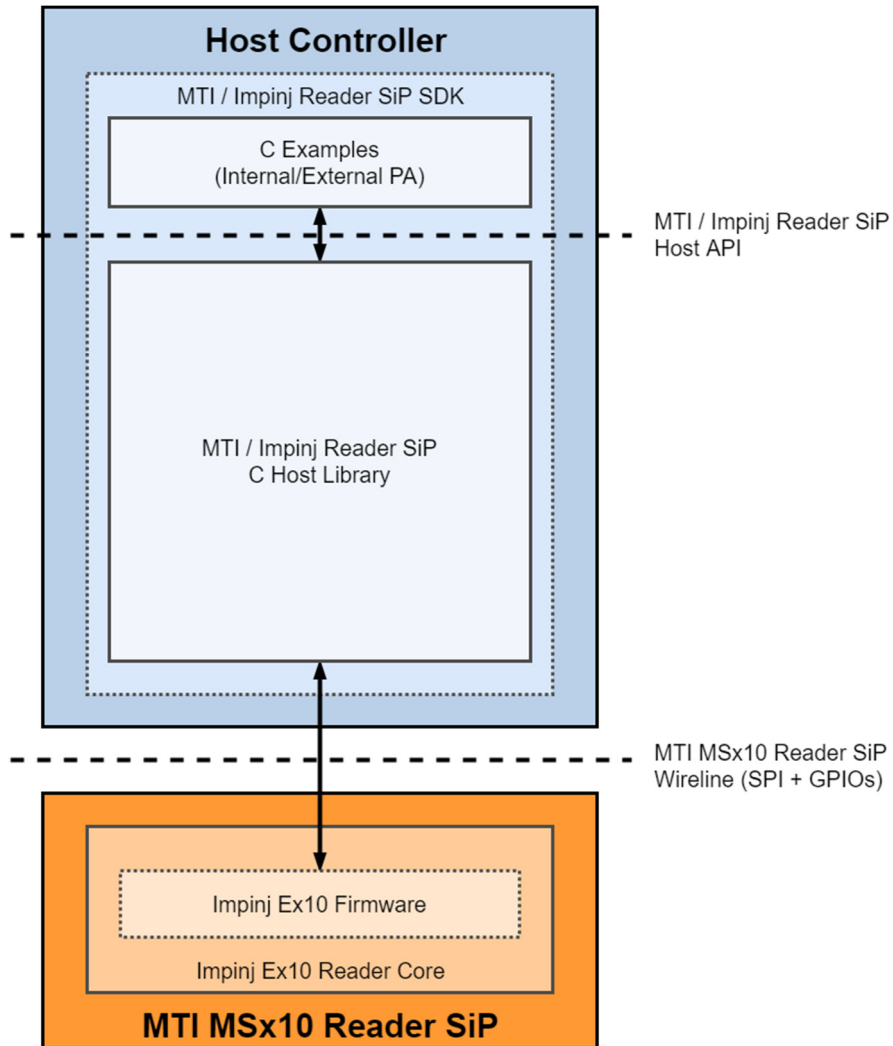 Host Controller
MTI / Impinj Reader SiP SDK
C Examples
(Internal/External PA)
MTI / Impinj Reader SiP
Host API
MTI / Impinj Reader SiP
C Host Library
MTI MSx10 Reader SiP
Wireline (SPI + GPIOs)
Impinj Ex10 Firmware
Impinj Ex10 Reader Core
MTI MSx10 Reader SiP